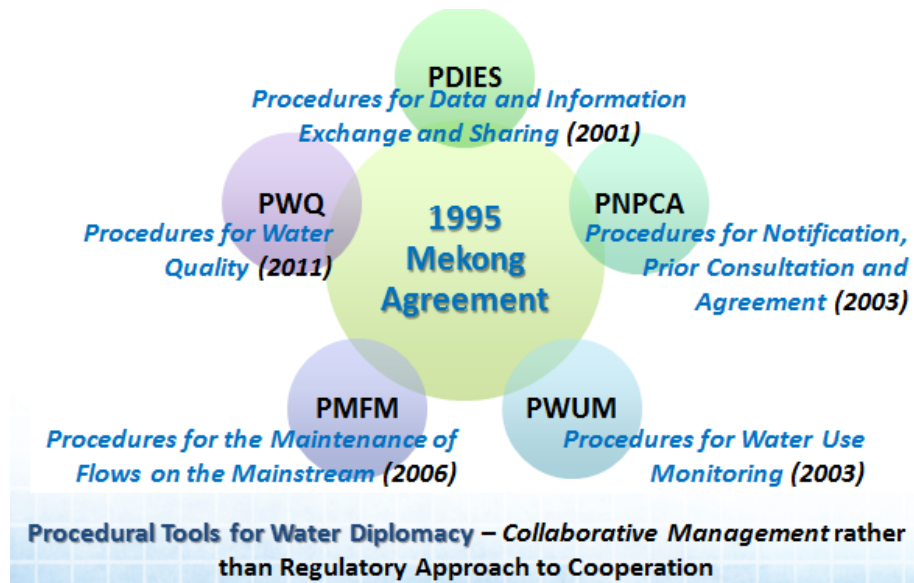 PDIES
Procedures for Data and Information
Exchange and Sharing (2001)
PWQ
Procedures for Water
Quality (2011)
1995
Mekong
Agreement
PNPCA
Procedures for Notification,
Prior Consultation and
Agreement (2003)
PMFM
Procedures for the Maintenance of
Flows on the Mainstream (2006)
PWUM
Procedures for Water Use
Monitoring (2003)
Procedural Tools for Water Diplomacy – Collaborative Management rather
than Regulatory Approach to Cooperation